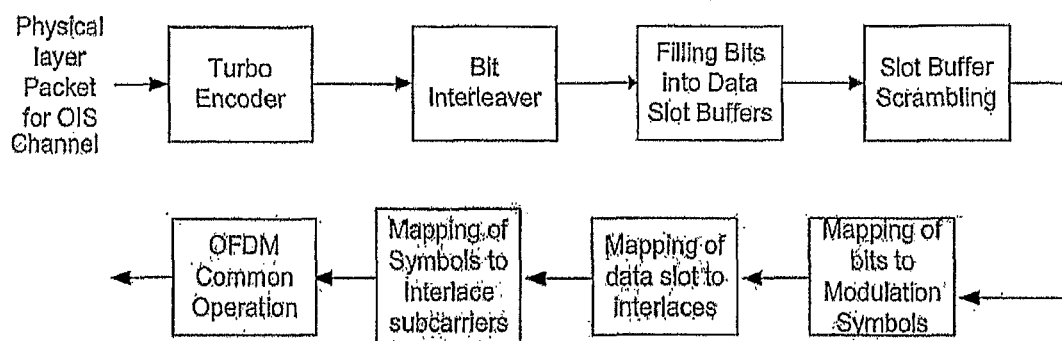 Physical
layer
Packet
for OIS
Channel
Turbo
Encoder
Bit
Interleaver
Filling Bits
into Data
Slot Buffers
Slot Buffer
Scrambling
OFDM
Common
Operation
Mapping of
Symbols to
Interlace
subcarriers
Mapping of
data slot to
interlaces
Mapping of
bits to
Modulation
Symbols